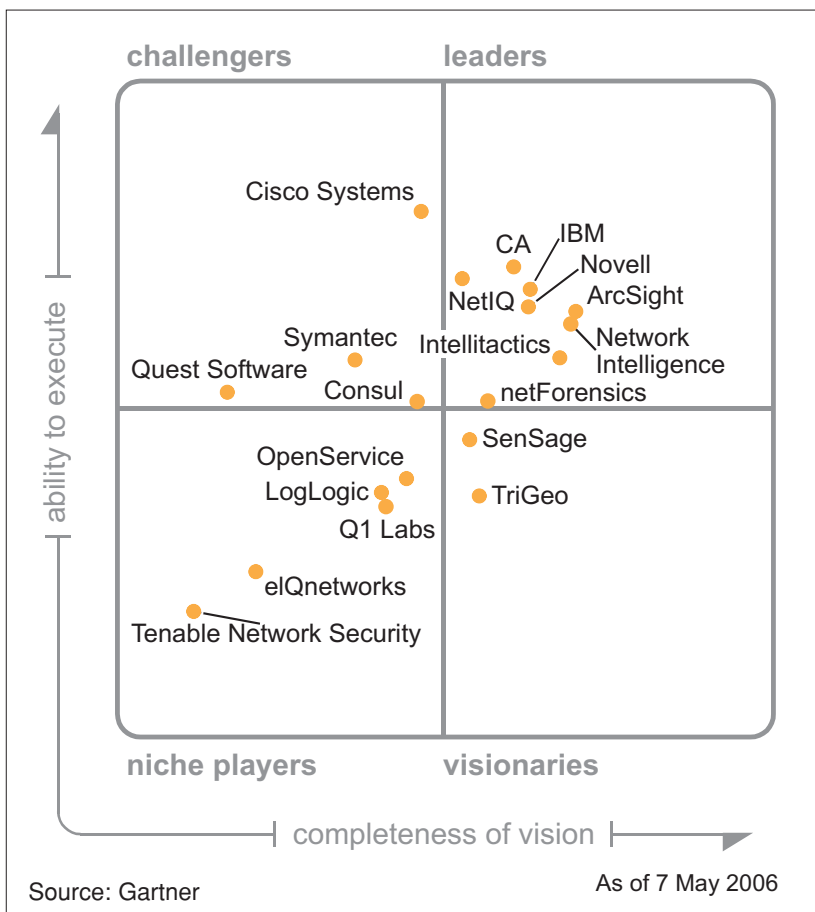 challengers
leaders
Cisco Systems
CA
IBM
Novell
NetIQ
ArcSight
Symantec
Intellitactics
Network
Intelligence
Quest Software
Consul
netForensics
SenSage
OpenService
LogLogic
TriGeo
Q1 Labs
eIQnetworks
Tenable Network Security
niche players
visionaries
ability to execute
completeness of vision
Source: Gartner
As of 7 May 2006